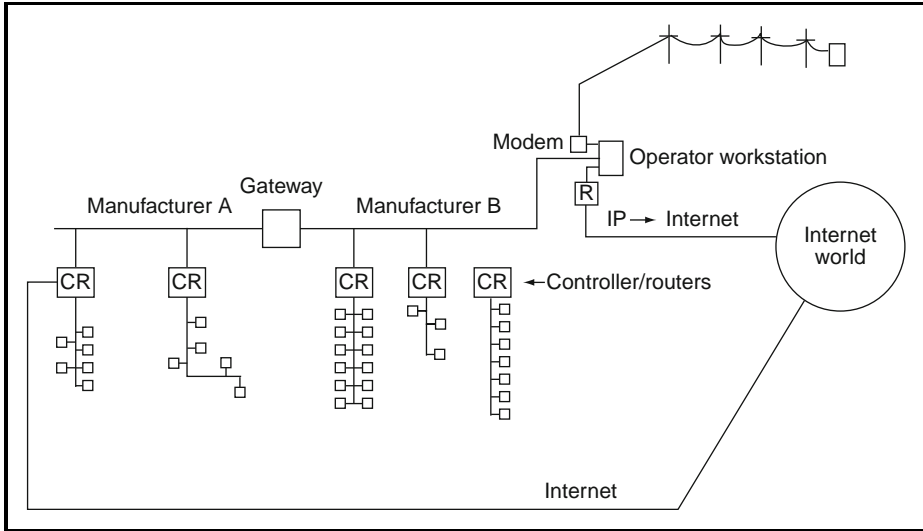 Modem
Operator workstation
Gateway
Manufacturer A
Manufacturer B
R
IP → Internet
Internet
world
CR
CR
CR
CR
CR
←Controller/routers
Internet